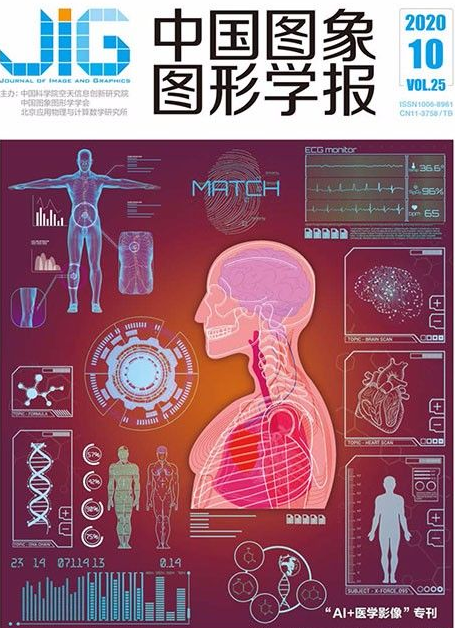 JIG
JOURNAL OF IMAGE AND GRAPHICS
中国图象
图形学报
2020
10
VOL.25
ISSN1006-8961
CN11-3758 / TB
主办：中国科学院空天信息创新研究院
中国图象图形学学会
北京应用物理与计算数学研究所
ECG monitor
36.6°
96%
65
MATCH
TOPIC - BRAIN SCAN
TOPIC - FORMULA
TOPIC - HEART SCAN
TOPIC - DNA CHAIN
57%
42%
98%
75%
23 14 07:11:13 0.14
SUBJECT - X-FORCE_095
“AI+医学影像”专刊